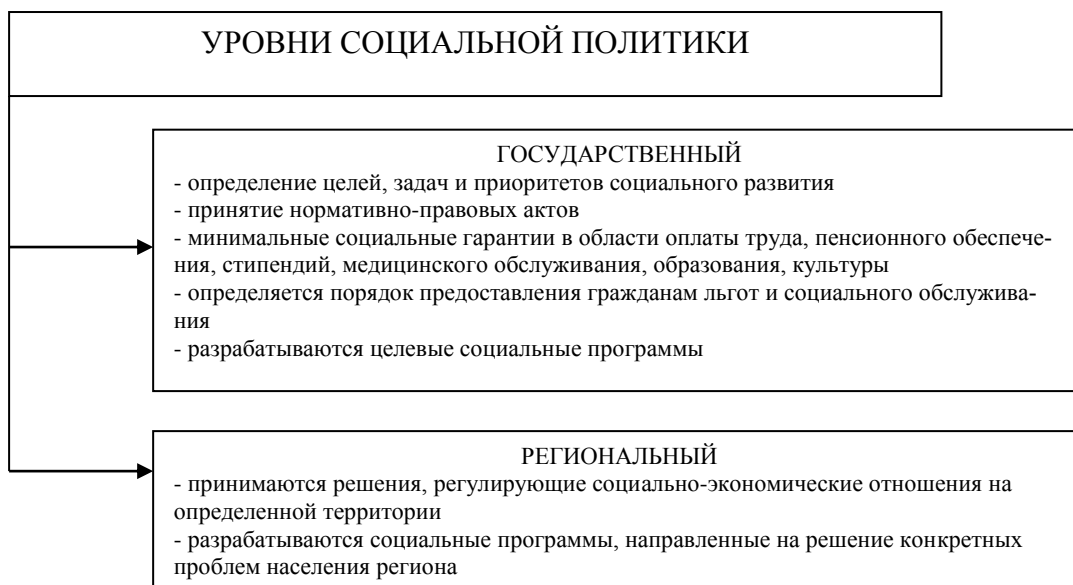 УРОВНИ СОЦИАЛЬНОЙ ПОЛИТИКИ
ГОСУДАРСТВЕННЫЙ
- определение целей, задач и приоритетов социального развития
- принятие нормативно-правовых актов
- минимальные социальные гарантии в области оплаты труда, пенсионного обеспече-
ния, стипендий, медицинского обслуживания, образования, культуры
- определяется порядок предоставления гражданам льгот и социального обслужива-
ния
- разрабатываются целевые социальные программы
РЕГИОНАЛЬНЫЙ
- принимаются решения, регулирующие социально-экономические отношения на
определенной территории
- разрабатываются социальные программы, направленные на решение конкретных
проблем населения региона